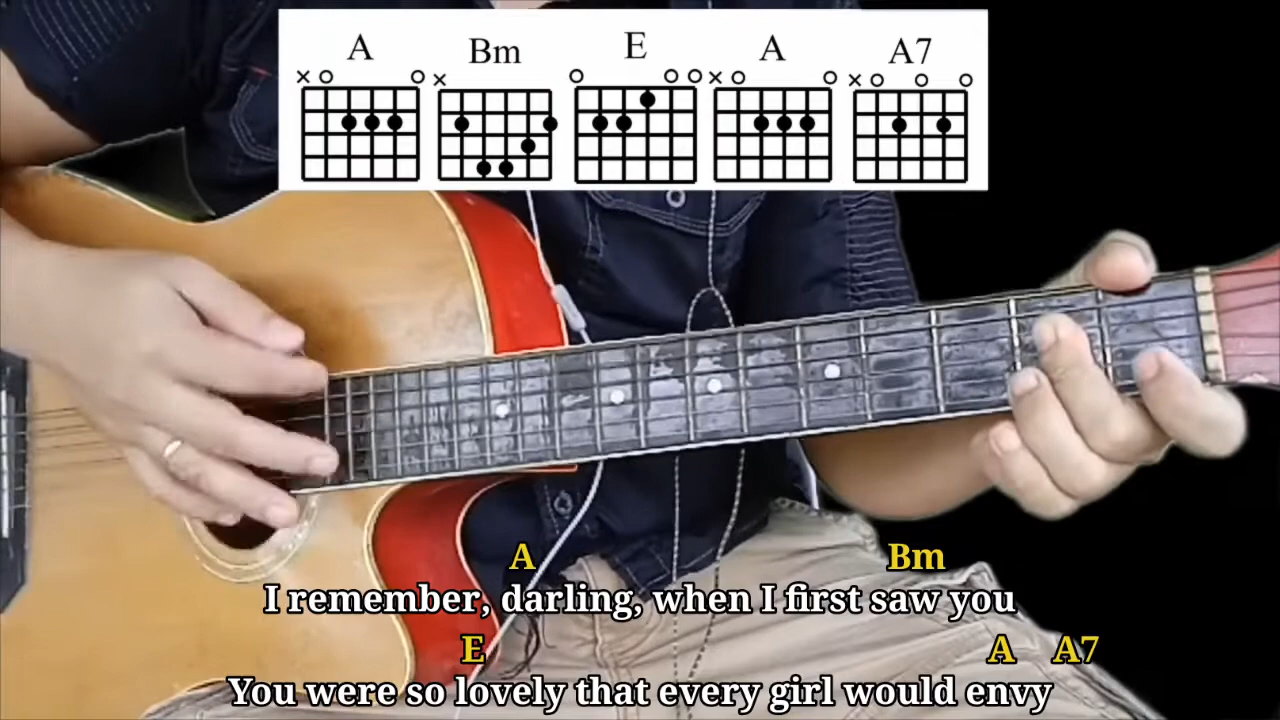 A Bm E A A7
A Bm
I remember, darling, when I first saw you
E A A7
You were so lovely that every girl would envy